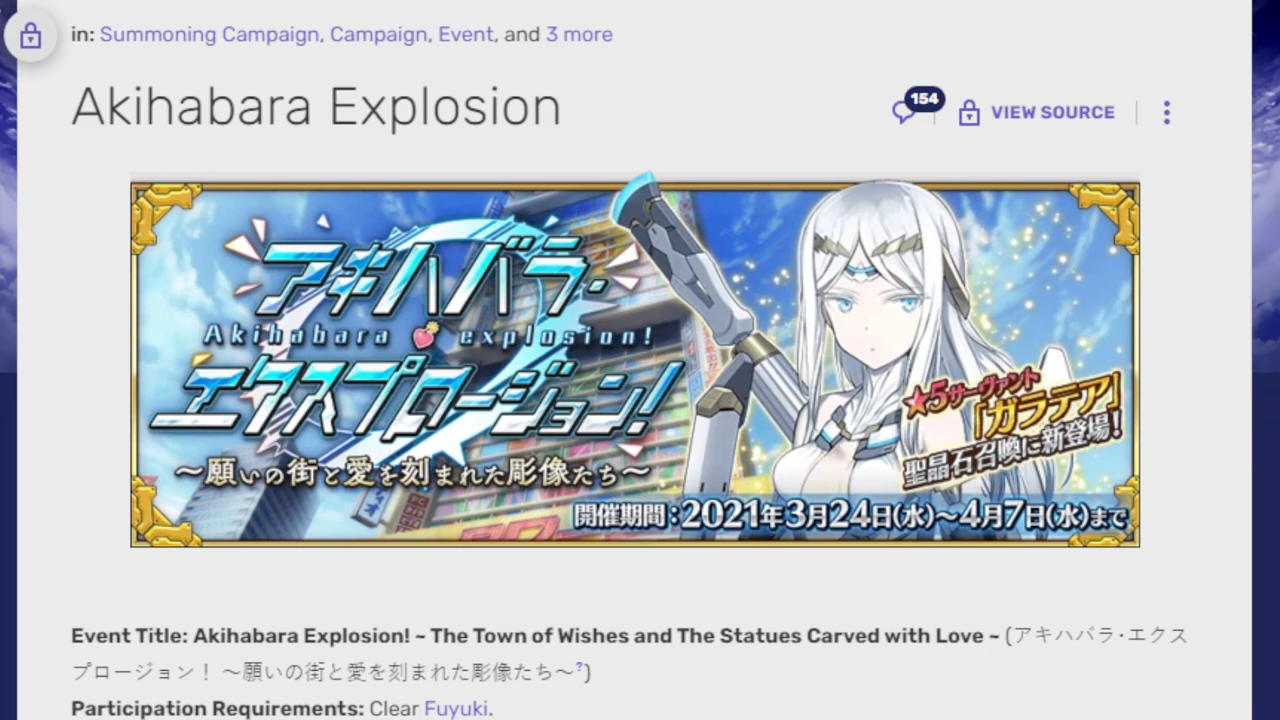 in: Summoning Campaign, Campaign, Event, and 3 more
Akihabara Explosion
154
VIEW SOURCE
アキハバラ・
Akihabara explosion!
エクスプロージョン!
~願いの街と愛を刻まれた彫像たち~
★5サーヴァント
「ガラテア」
聖晶石召喚に新登場!
開催期間:2021年3月24日(水)~4月7日(水)まで
Event Title: Akihabara Explosion! ~ The Town of Wishes and The Statues Carved with Love ~ (アキハバラ・エクス
プロージョン! ～願いの街と愛を刻まれた彫像たち～?)
Participation Requirements: Clear Fuyuki.